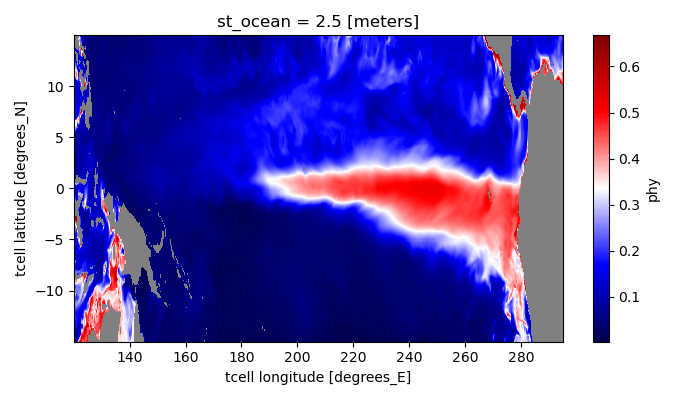 st_ocean = 2.5 [meters]
tcell latitude [degrees_N]
10
5
0
−5
−10
140 160 180 200 220 240 260 280
tcell longitude [degrees_E]
0.6
0.5
0.4
0.3
0.2
0.1
phy